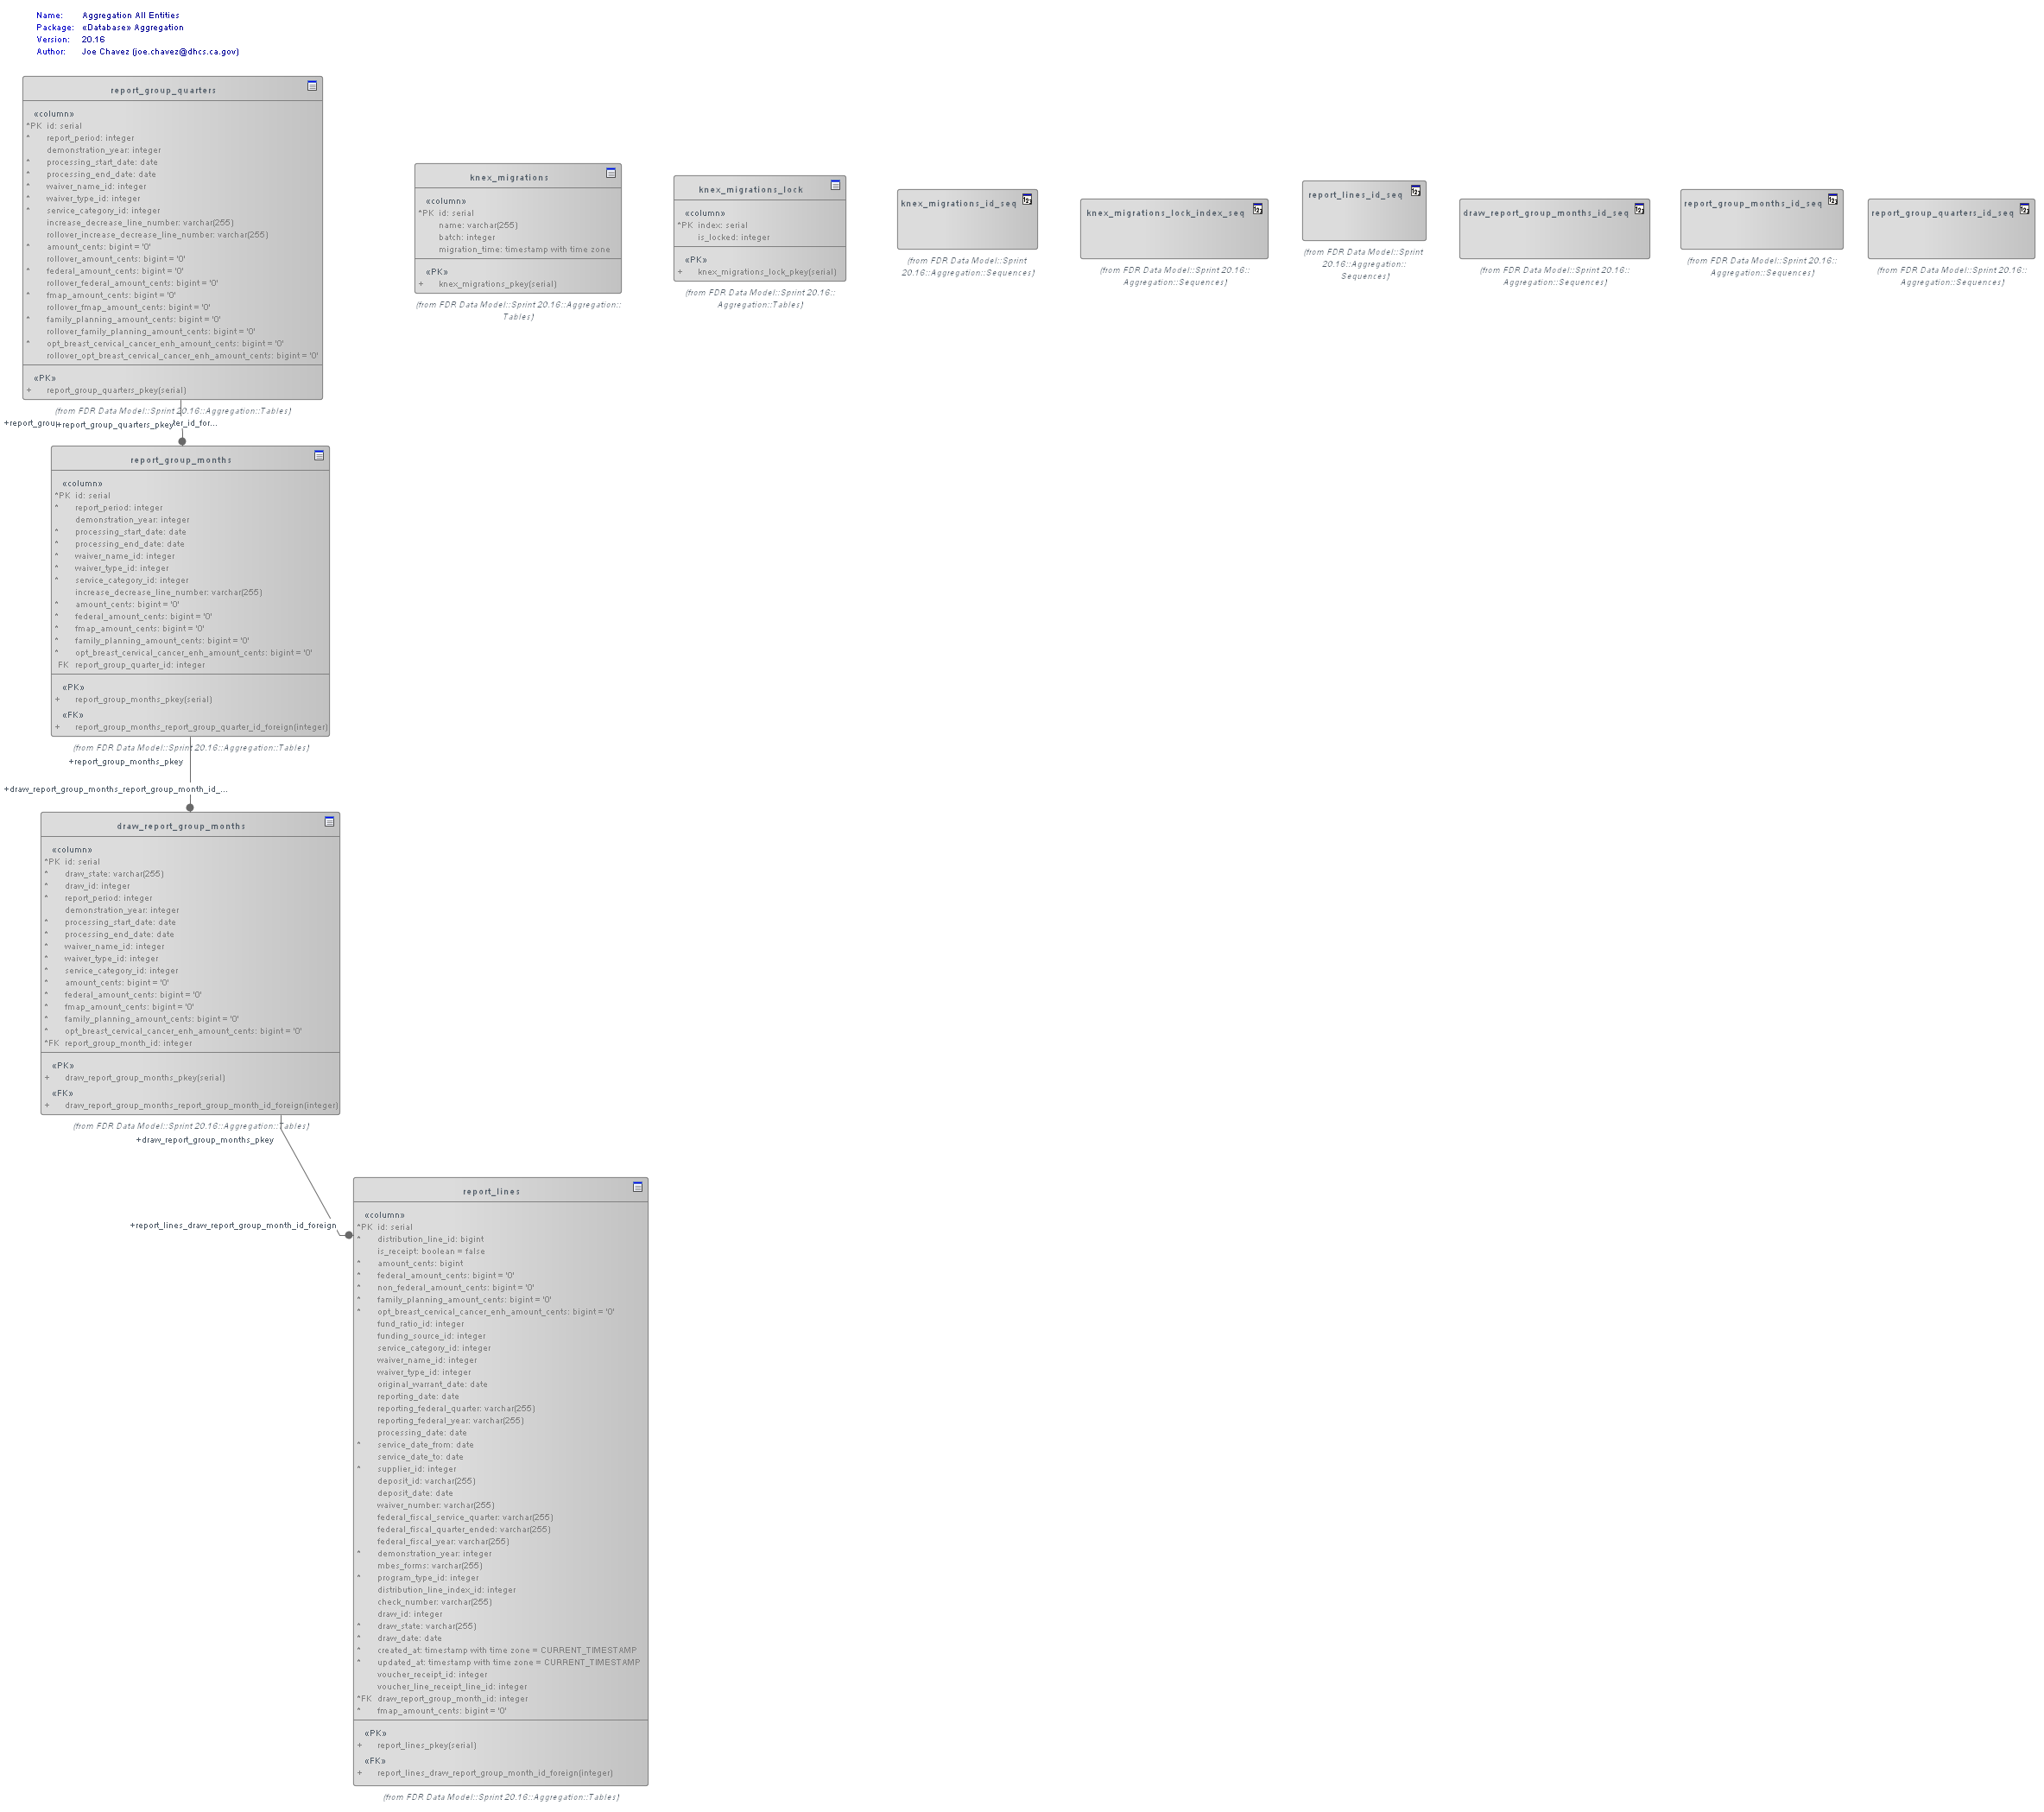 Name: Aggregation All Entities
Package: «Database» Aggregation
Version: 20.16
Author: Joe Chavez (joe.chavez@dhcs.ca.gov)
report_group_quarters
«column»
*PK id: serial
* report_period: integer
demonstration_year: integer
* processing_start_date: date
* processing_end_date: date
* waiver_name_id: integer
* waiver_type_id: integer
* service_category_id: integer
increase_decrease_line_number: varchar(255)
rollover_increase_decrease_line_number: varchar(255)
* amount_cents: bigint = '0'
rollover_amount_cents: bigint = '0'
* federal_amount_cents: bigint = '0'
rollover_federal_amount_cents: bigint = '0'
* fmap_amount_cents: bigint = '0'
rollover_fmap_amount_cents: bigint = '0'
* family_planning_amount_cents: bigint = '0'
rollover_family_planning_amount_cents: bigint = '0'
* opt_breast_cervical_cancer_enh_amount_cents: bigint = '0'
rollover_opt_breast_cervical_cancer_enh_amount_cents: bigint = '0'
«PK»
+ report_group_quarters_pkey(serial)
(from FDR Data Model::Sprint 20.16::Aggregation::Tables)
knex_migrations
«column»
*PK id: serial
name: varchar(255)
batch: integer
migration_time: timestamp with time zone
«PK»
+ knex_migrations_pkey(serial)
(from FDR Data Model::Sprint 20.16::Aggregation::
Tables)
knex_migrations_lock
«column»
*PK index: serial
is_locked: integer
«PK»
+ knex_migrations_lock_pkey(serial)
(from FDR Data Model::Sprint 20.16::
Aggregation::Tables)
knex_migrations_id_seq
(from FDR Data Model::Sprint
20.16::Aggregation::Sequences)
knex_migrations_lock_index_seq
(from FDR Data Model::Sprint 20.16::
Aggregation::Sequences)
report_lines_id_seq
(from FDR Data Model::Sprint
20.16::Aggregation::
Sequences)
draw_report_group_months_id_seq
(from FDR Data Model::Sprint 20.16::
Aggregation::Sequences)
report_group_months_id_seq
(from FDR Data Model::Sprint 20.16::
Aggregation::Sequences)
report_group_quarters_id_seq
(from FDR Data Model::Sprint 20.16::
Aggregation::Sequences)
+report_grou
+report_group_quarters_pkey
ter_id_for...
report_group_months
«column»
*PK id: serial
* report_period: integer
demonstration_year: integer
* processing_start_date: date
* processing_end_date: date
* waiver_name_id: integer
* waiver_type_id: integer
* service_category_id: integer
increase_decrease_line_number: varchar(255)
* amount_cents: bigint = '0'
* federal_amount_cents: bigint = '0'
* fmap_amount_cents: bigint = '0'
* family_planning_amount_cents: bigint = '0'
* opt_breast_cervical_cancer_enh_amount_cents: bigint = '0'
FK report_group_quarter_id: integer
«PK»
+ report_group_months_pkey(serial)
«FK»
+ report_group_months_report_group_quarter_id_foreign(integer)
(from FDR Data Model::Sprint 20.16::Aggregation::Tables)
+report_group_months_pkey
+draw_report_group_months_report_group_month_id_...
draw_report_group_months
«column»
*PK id: serial
* draw_state: varchar(255)
* draw_id: integer
* report_period: integer
demonstration_year: integer
* processing_start_date: date
* processing_end_date: date
* waiver_name_id: integer
* waiver_type_id: integer
* service_category_id: integer
* amount_cents: bigint = '0'
* federal_amount_cents: bigint = '0'
* fmap_amount_cents: bigint = '0'
* family_planning_amount_cents: bigint = '0'
* opt_breast_cervical_cancer_enh_amount_cents: bigint = '0'
*FK report_group_month_id: integer
«PK»
+ draw_report_group_months_pkey(serial)
«FK»
+ draw_report_group_months_report_group_month_id_foreign(integer)
(from FDR Data Model::Sprint 20.16::Aggregation::Tables)
+draw_report_group_months_pkey
+report_lines_draw_report_group_month_id_foreign
report_lines
«column»
*PK id: serial
* distribution_line_id: bigint
is_receipt: boolean = false
* amount_cents: bigint
* federal_amount_cents: bigint = '0'
* non_federal_amount_cents: bigint = '0'
* family_planning_amount_cents: bigint = '0'
* opt_breast_cervical_cancer_enh_amount_cents: bigint = '0'
fund_ratio_id: integer
funding_source_id: integer
service_category_id: integer
waiver_name_id: integer
waiver_type_id: integer
original_warrant_date: date
reporting_date: date
reporting_federal_quarter: varchar(255)
reporting_federal_year: varchar(255)
processing_date: date
* service_date_from: date
service_date_to: date
* supplier_id: integer
deposit_id: varchar(255)
deposit_date: date
waiver_number: varchar(255)
federal_fiscal_service_quarter: varchar(255)
federal_fiscal_quarter_ended: varchar(255)
federal_fiscal_year: varchar(255)
* demonstration_year: integer
mbes_forms: varchar(255)
* program_type_id: integer
distribution_line_index_id: integer
check_number: varchar(255)
draw_id: integer
* draw_state: varchar(255)
* draw_date: date
* created_at: timestamp with time zone = CURRENT_TIMESTAMP
* updated_at: timestamp with time zone = CURRENT_TIMESTAMP
voucher_receipt_id: integer
voucher_line_receipt_line_id: integer
*FK draw_report_group_month_id: integer
* fmap_amount_cents: bigint = '0'
«PK»
+ report_lines_pkey(serial)
«FK»
+ report_lines_draw_report_group_month_id_foreign(integer)
(from FDR Data Model::Sprint 20.16::Aggregation::Tables)